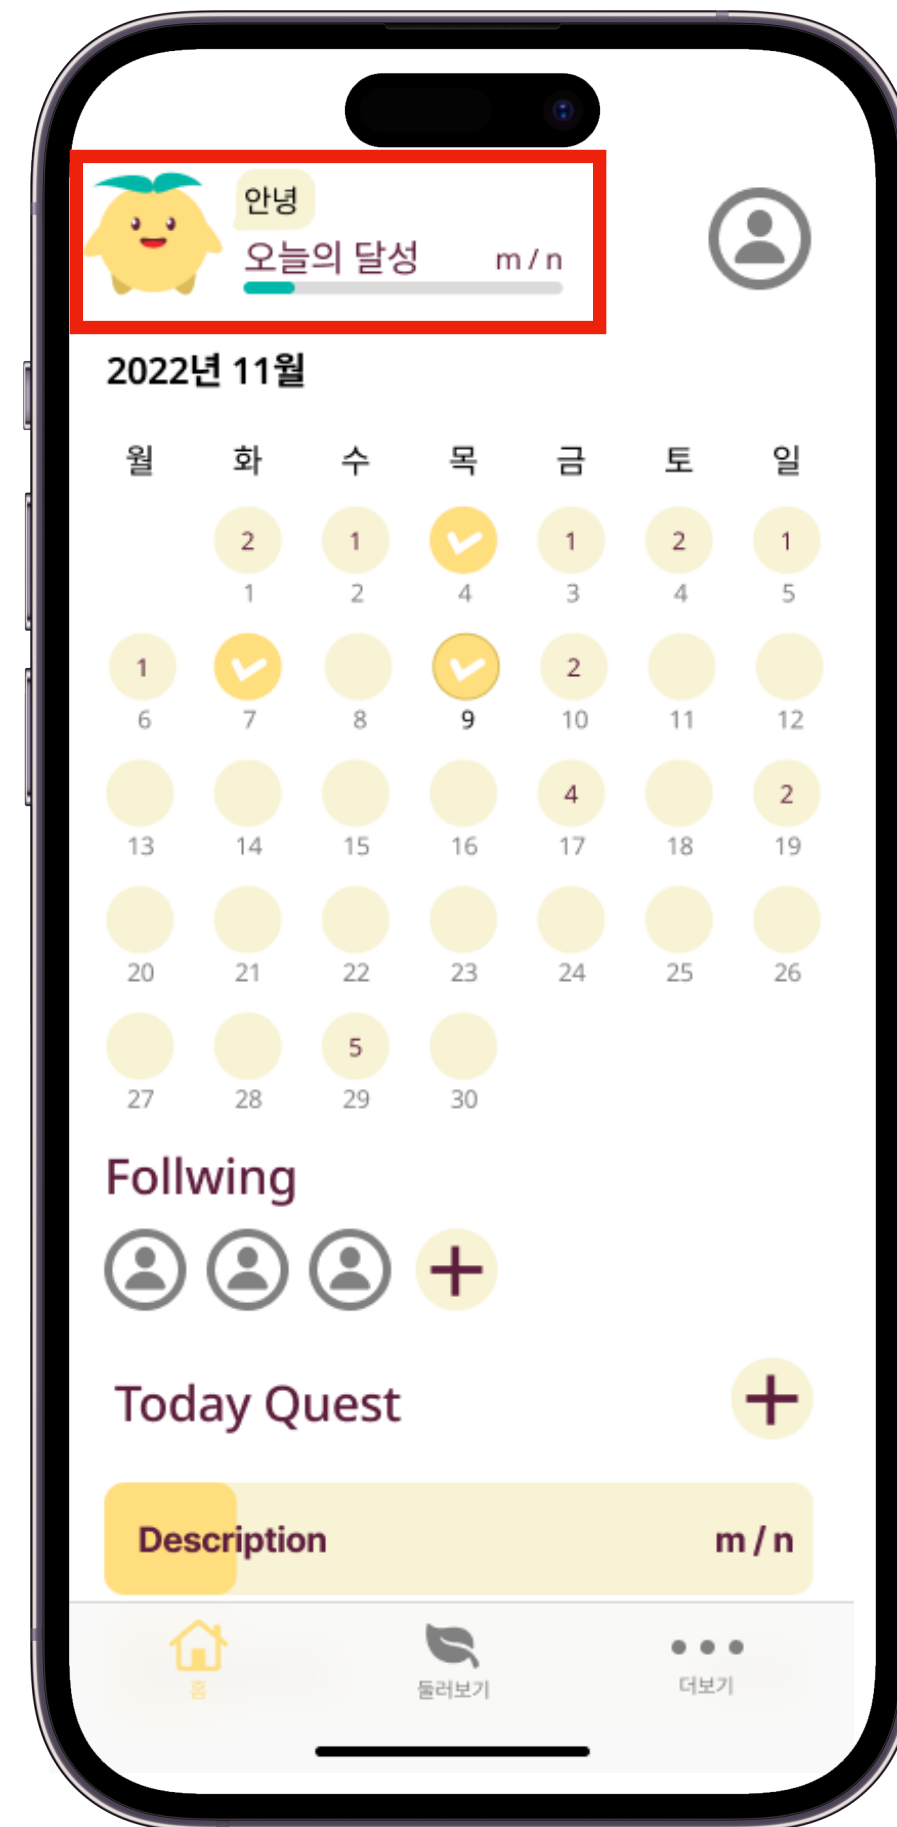 안녕
오늘의 달성 m / n
2022년 11월
월 화 수 목 금 토 일
2 1 1 2 1
1 2 4 3 4 5
1 2
6 7 8 9 10 11 12
4 2
13 14 15 16 17 18 19
20 21 22 23 24 25 26
5
27 28 29 30
Follwing
Today Quest
Description m / n
홈 둘러보기 더보기